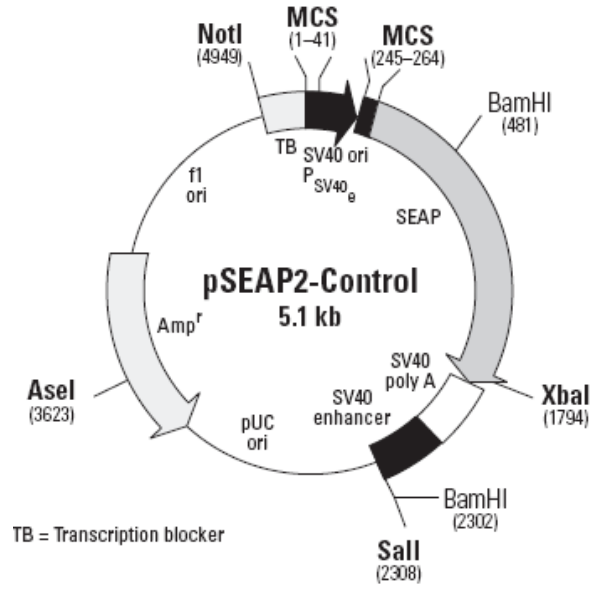 MCS
(1–41)
NotI
(4949)
MCS
(245–264)
BamHI
(481)
TB
SV40 ori
PSV40e
f1
ori
SEAP
pSEAP2-Control
5.1 kb
Ampr
SV40
poly A
AseI
(3623)
SV40
enhancer
XbaI
(1794)
pUC
ori
BamHI
(2302)
TB = Transcription blocker
SalI
(2308)